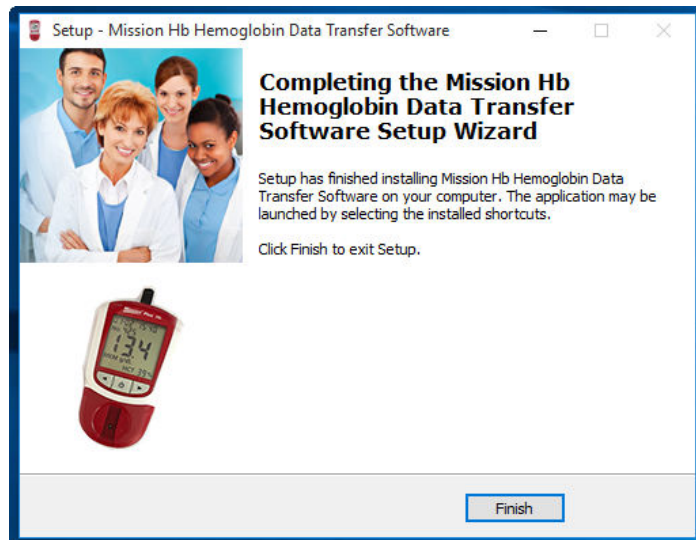 Setup - Mission Hb Hemoglobin Data Transfer Software
Completing the Mission Hb
Hemoglobin Data Transfer
Software Setup Wizard
Setup has finished installing Mission Hb Hemoglobin Data
Transfer Software on your computer. The application may be
launched by selecting the installed shortcuts.
Click Finish to exit Setup.
13.4
HCT 39%
Finish